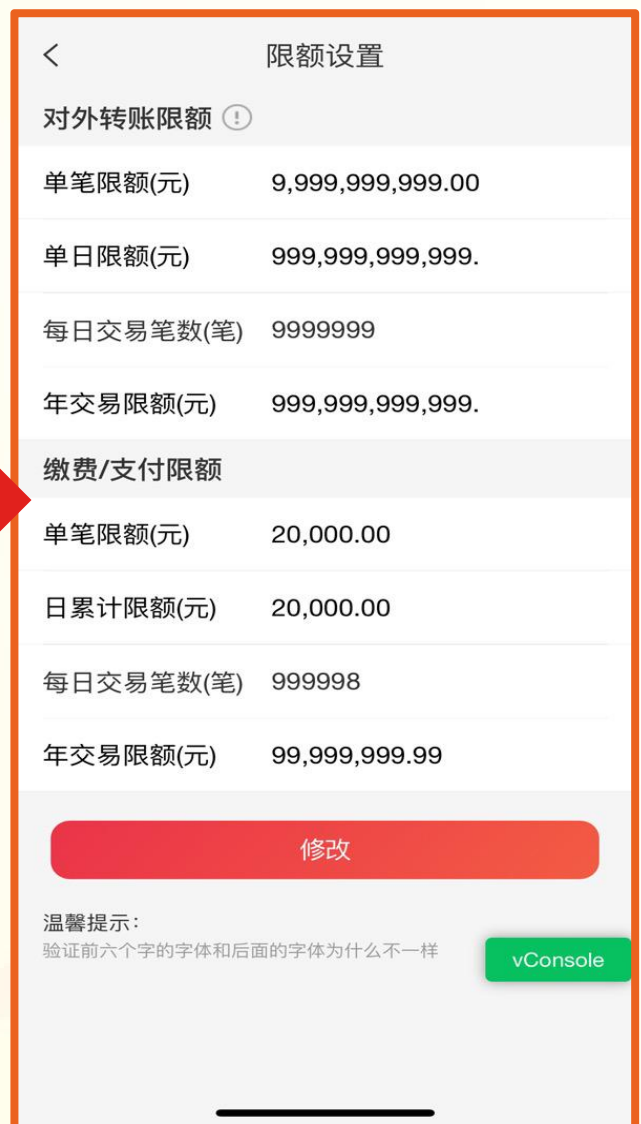 限额设置
对外转账限额
单笔限额(元) 9,999,999,999.00
单日限额(元) 999,999,999,999.
每日交易笔数(笔) 9999999
年交易限额(元) 999,999,999,999.
缴费/支付限额
单笔限额(元) 20,000.00
日累计限额(元) 20,000.00
每日交易笔数(笔) 999998
年交易限额(元) 99,999,999.99
修改
温馨提示：
验证前六个字的字体和后面的字体为什么不一样
vConsole